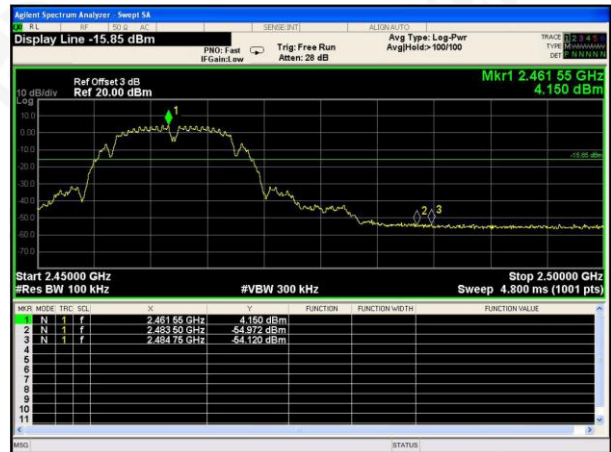 Agilent Spectrum Analyzer - Swept SA
RL RF 50 Ω AC SENSE:INT ALIGN AUTO
Display Line -15.85 dBm
PNO: Fast
IFGain:Low
Trig: Free Run
Atten: 28 dB
Avg Type: Log-Pwr
Avg|Hold:>100/100
TRACE 1 2 3 4 5 6
TYPE M
DET P N N N N N
Ref Offset 3 dB
Ref 20.00 dBm
10 dB/div
Log
Mkr1 2.461 55 GHz
4.150 dBm
10.0
0.00
-10.0
-20.0
-30.0
-40.0
-50.0
-60.0
-70.0
1
-15.85 dBm
2 3
Start 2.45000 GHz Stop 2.50000 GHz
#Res BW 100 kHz #VBW 300 kHz Sweep 4.800 ms (1001 pts)
MKR MODE TRC SCL X Y FUNCTION FUNCTION WIDTH FUNCTION VALUE
1 N 1 f 2.461 55 GHz 4.150 dBm
2 N 1 f 2.483 50 GHz -54.972 dBm
3 N 1 f 2.484 75 GHz -54.120 dBm
4
5
6
7
8
9
10
11
MSG STATUS